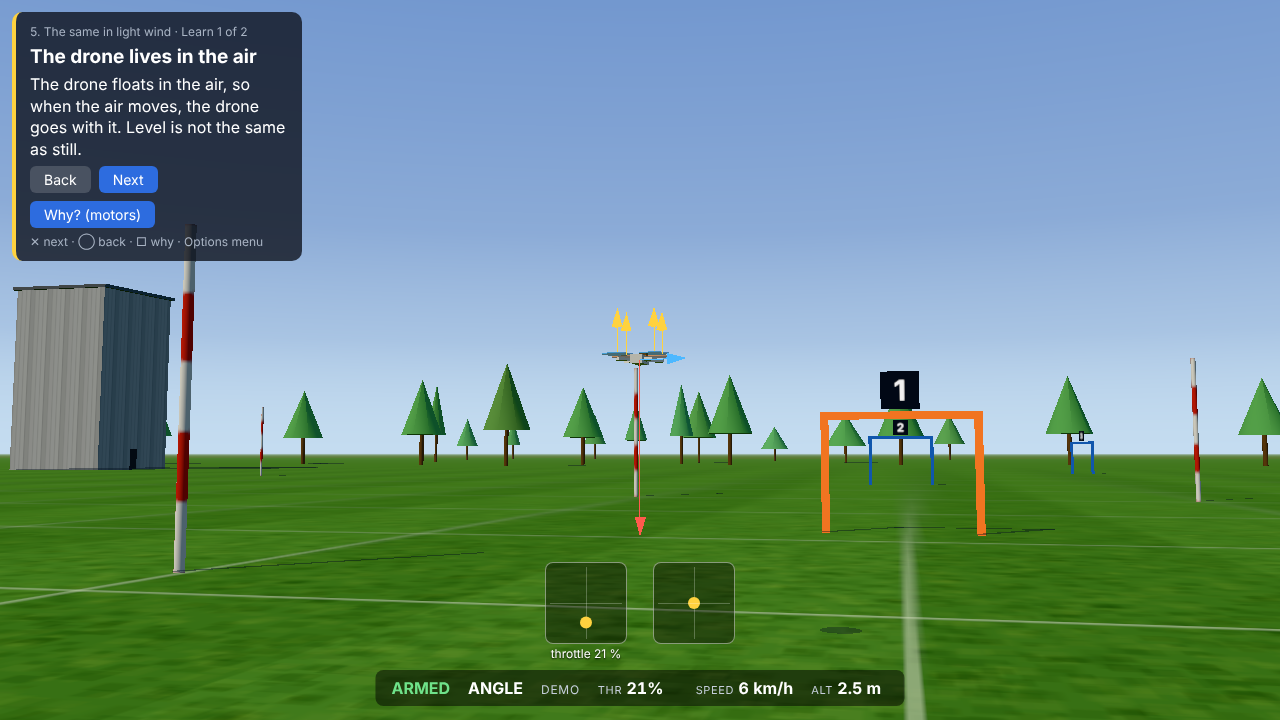 5. The same in light wind · Learn 1 of 2
The drone lives in the air
The drone floats in the air, so
when the air moves, the drone
goes with it. Level is not the same
as still.
Back Next
Why? (motors)
✕ next · ◯ back · □ why · Options menu
1
2
throttle 21 %
ARMED ANGLE DEMO THR 21% SPEED 6 km/h ALT 2.5 m